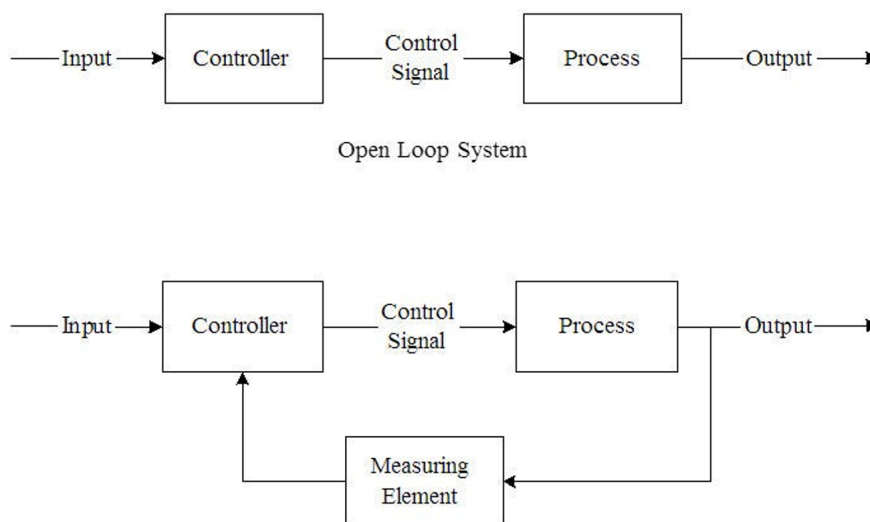 Input
Controller
Control
Signal
Process
Output
Open Loop System
Input
Controller
Control
Signal
Process
Output
Measuring
Element